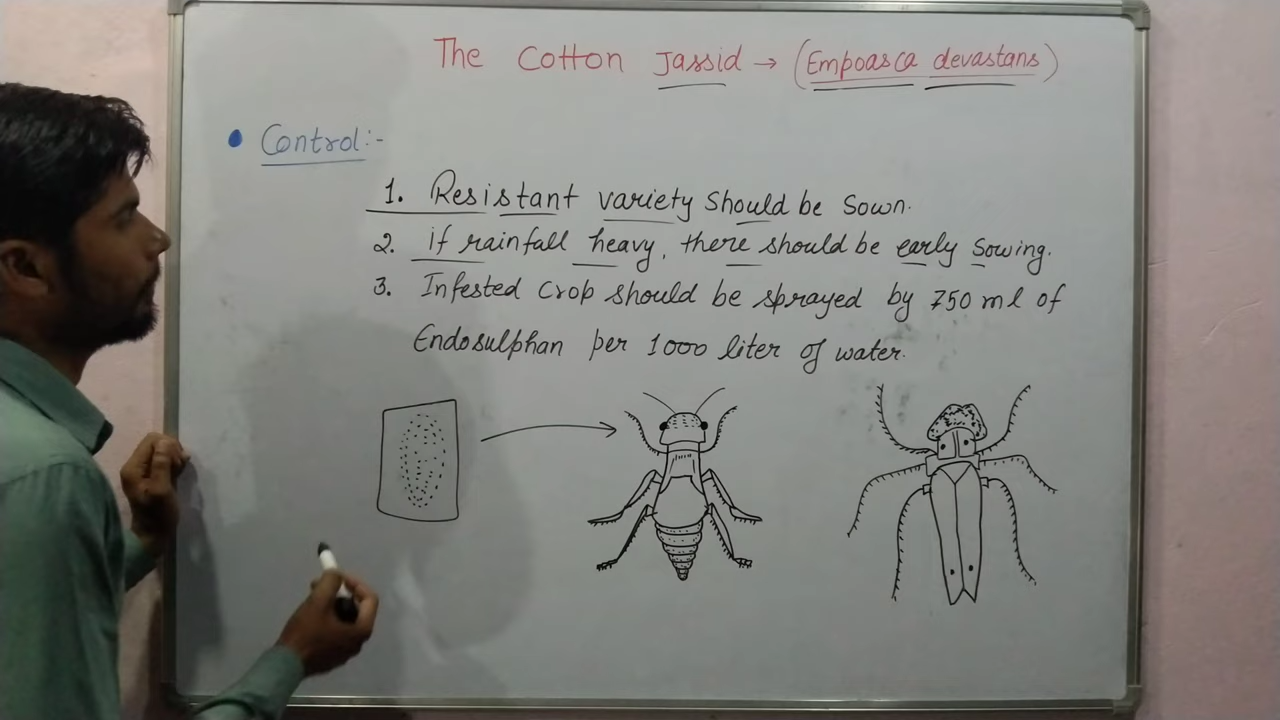 The Cotton Jassid → (Empoasca devastans)
• Control:-
1. Resistant variety should be sown.
2. if rainfall heavy, there should be early sowing.
3. Infested crop should be sprayed by 750 ml of
Endosulphan per 1000 liter of water.